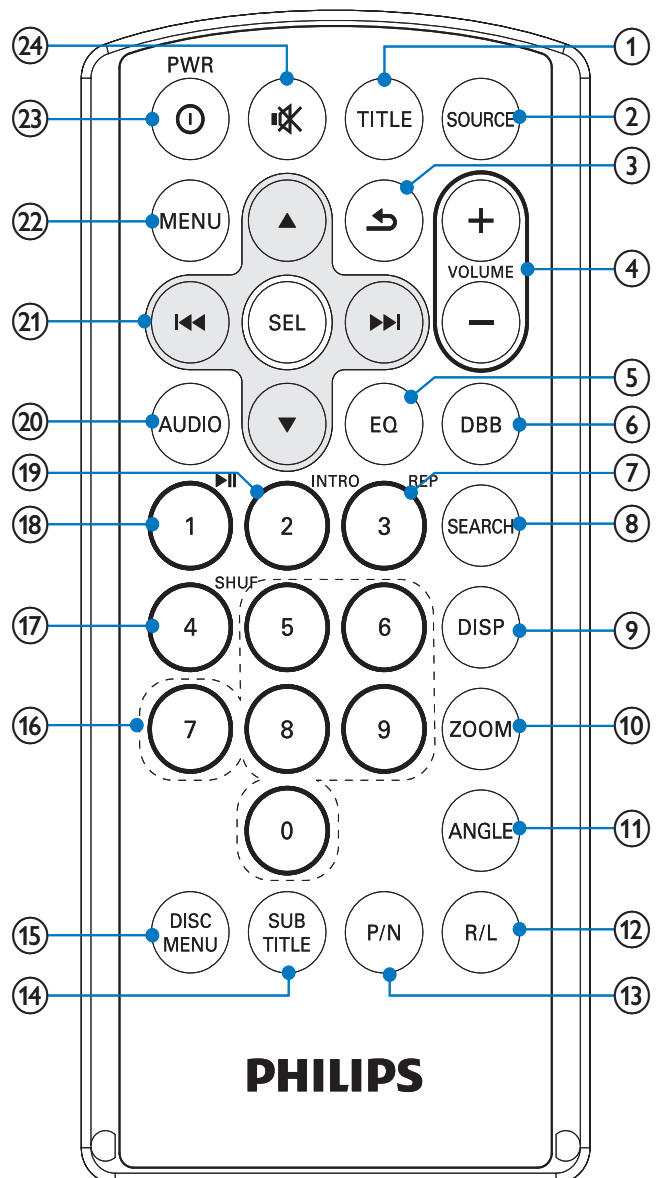 24
1
PWR
23
TITLE
SOURCE
2
3
22
MENU
+
VOLUME
4
21
SEL
−
5
20
AUDIO
EQ
DBB
6
19
INTRO
REP
7
18
1
2
3
SEARCH
8
SHUF
17
4
5
6
DISP
9
16
7
8
9
ZOOM
10
0
ANGLE
11
15
DISC
MENU
SUB
TITLE
P/N
R/L
12
14
13
PHILIPS